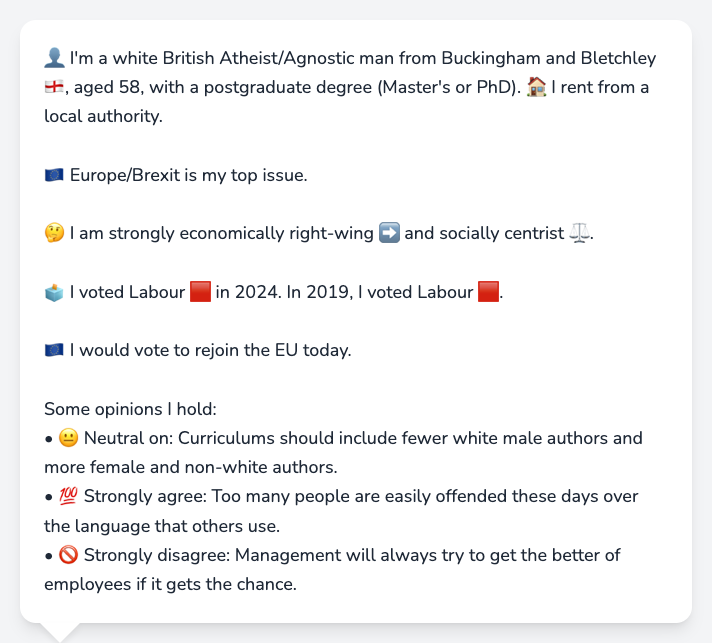 👤 I'm a white British Atheist/Agnostic man from Buckingham and Bletchley
🏴󠁧󠁢󠁥󠁮󠁧󠁿, aged 58, with a postgraduate degree (Master's or PhD). 🏠 I rent from a
local authority.
🇪🇺 Europe/Brexit is my top issue.
🤔 I am strongly economically right-wing ➡️ and socially centrist ⚖️.
🗳️ I voted Labour 🟥 in 2024. In 2019, I voted Labour 🟥.
🇪🇺 I would vote to rejoin the EU today.
Some opinions I hold:
• 😐 Neutral on: Curriculums should include fewer white male authors and
more female and non-white authors.
• 💯 Strongly agree: Too many people are easily offended these days over
the language that others use.
• 🚫 Strongly disagree: Management will always try to get the better of
employees if it gets the chance.